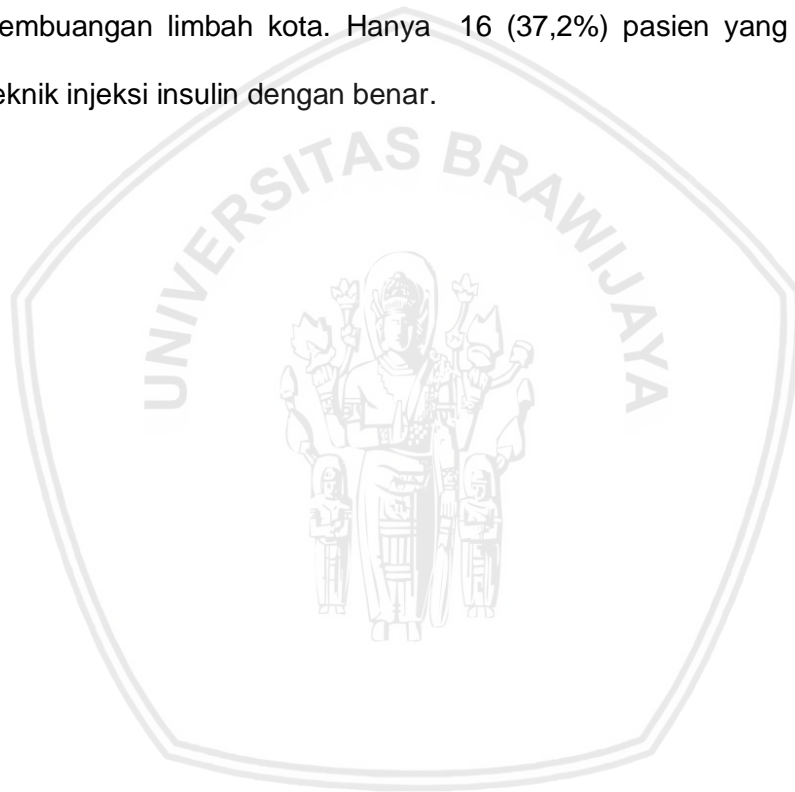 embuangan limbah kota. Hanya 16 (37,2%) pasien yang
eknik injeksi insulin dengan benar.
UNIVERSITAS BRAWIJAYA